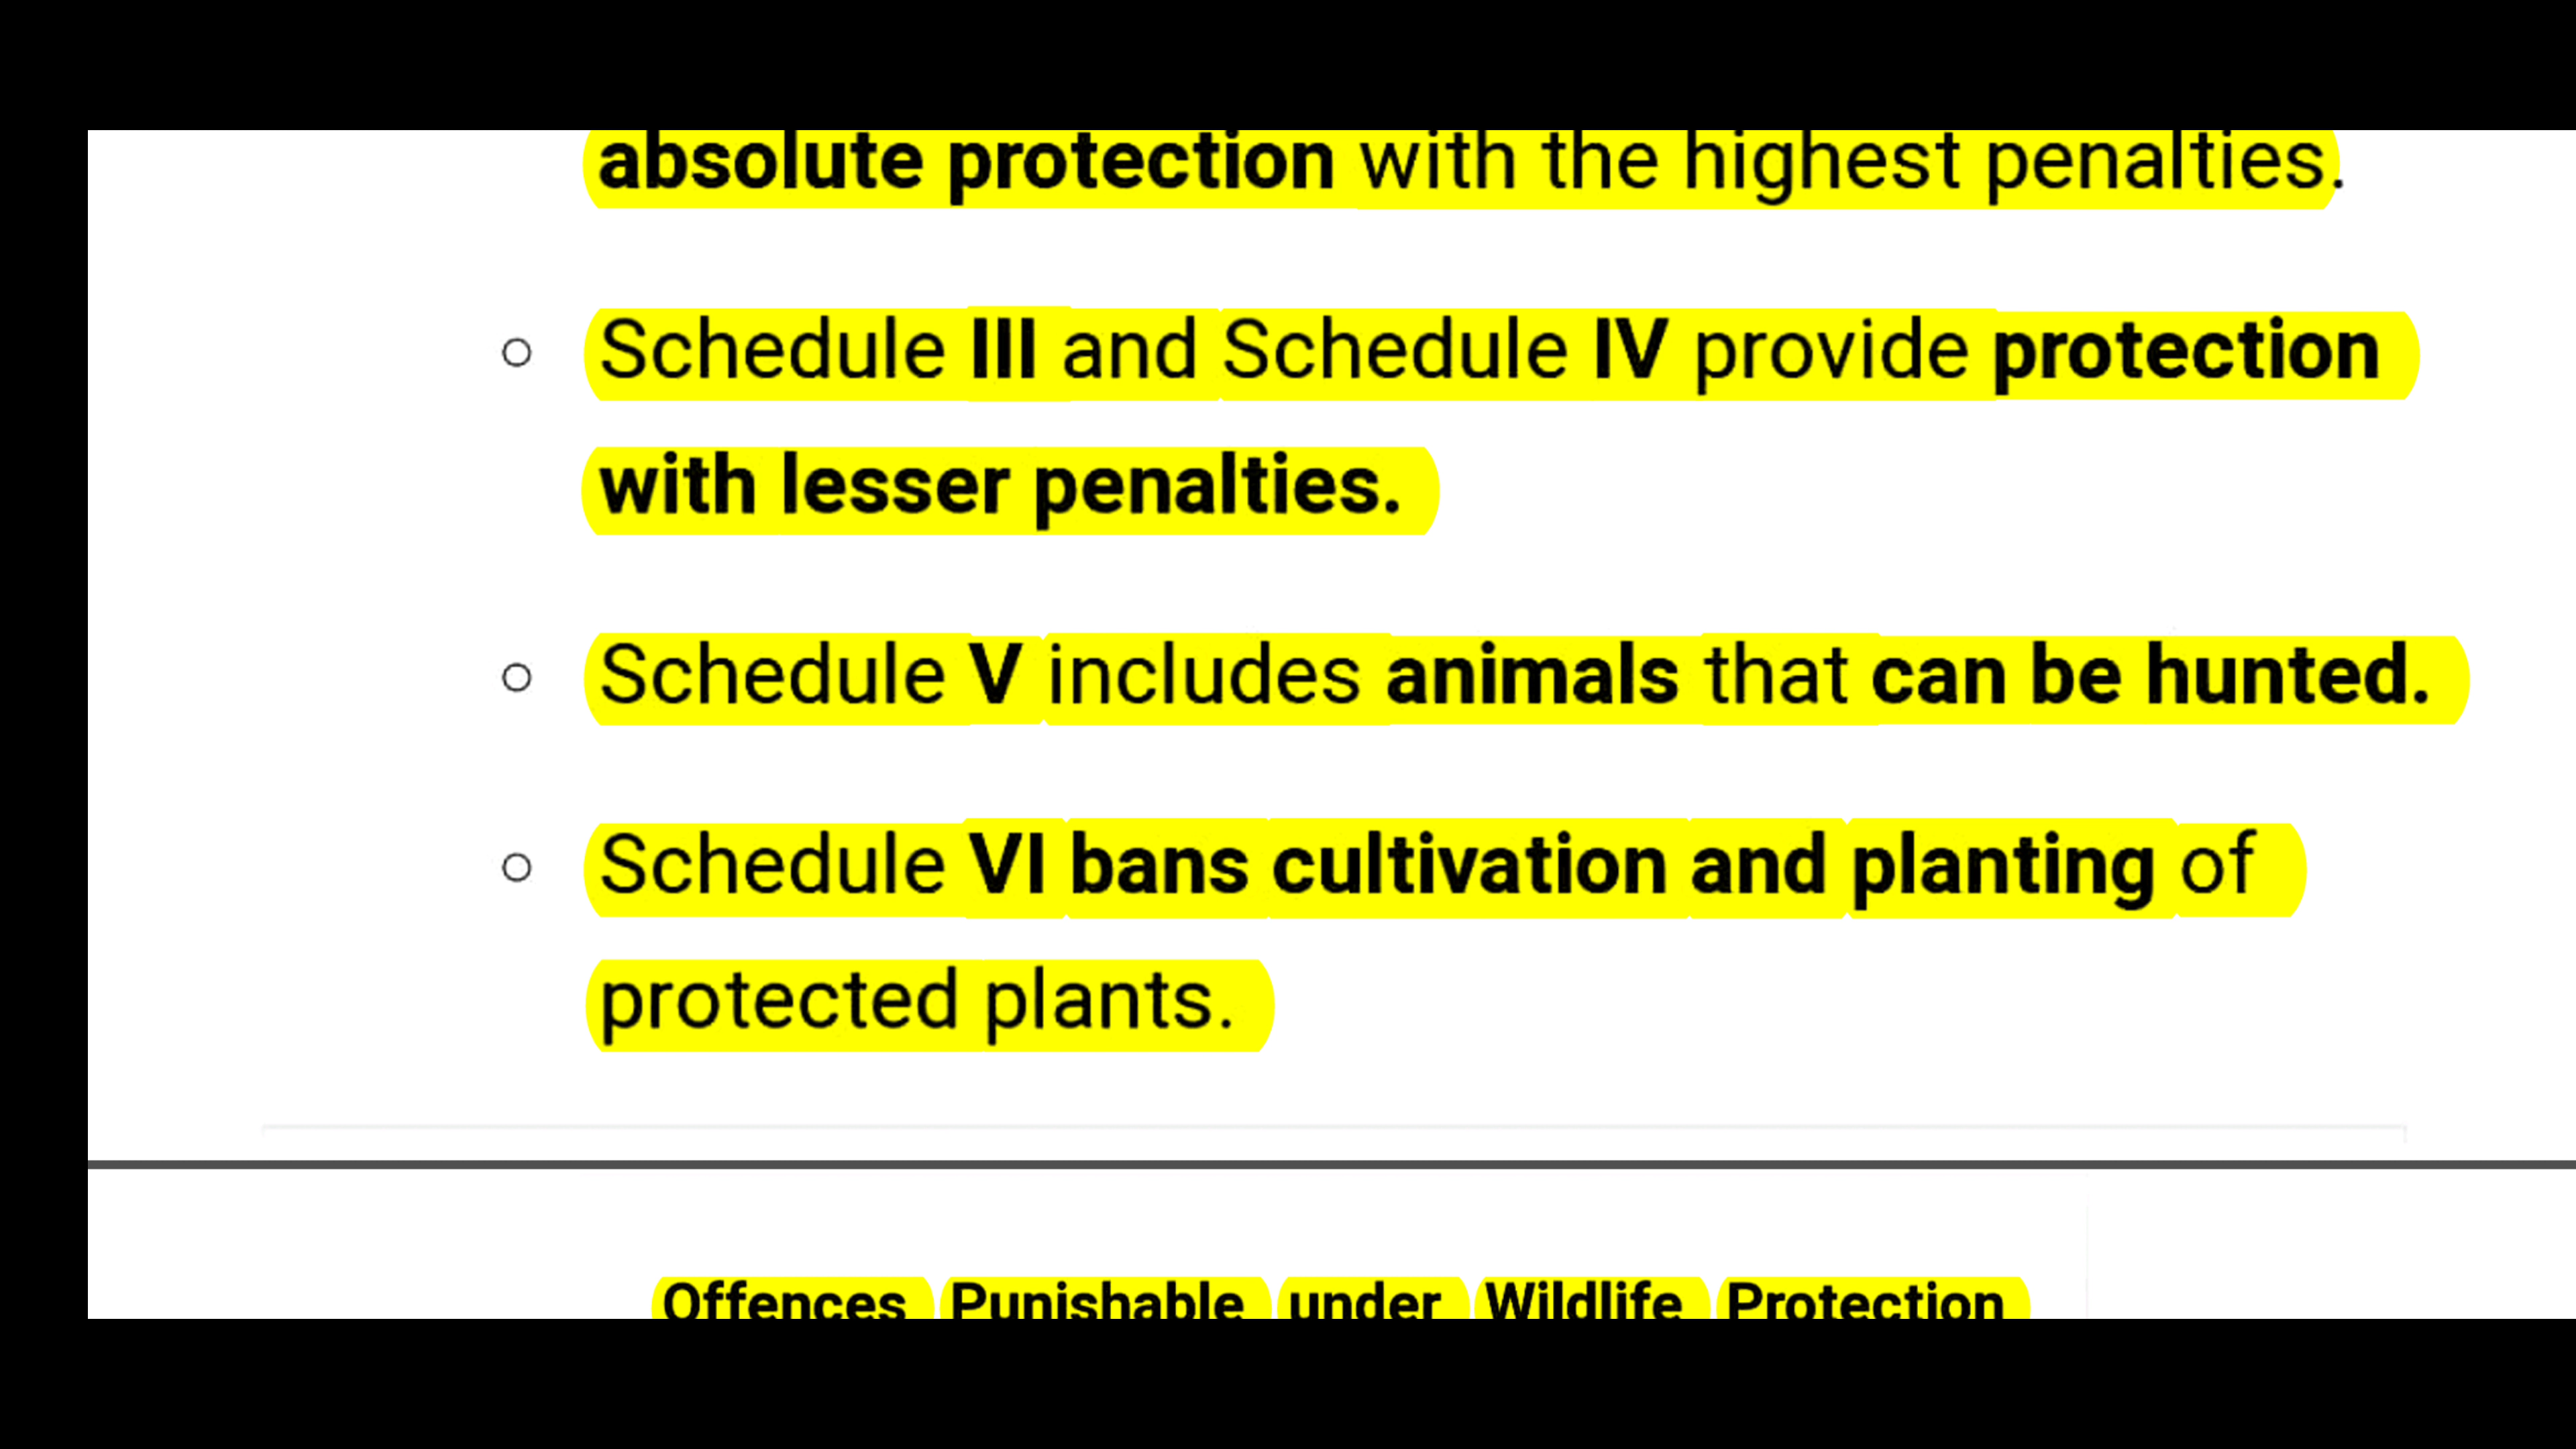 absolute protection with the highest penalties.
Schedule III and Schedule IV provide protection
with lesser penalties.
Schedule V includes animals that can be hunted.
Schedule VI bans cultivation and planting of
protected plants.
Offences Punishable under Wildlife Protection